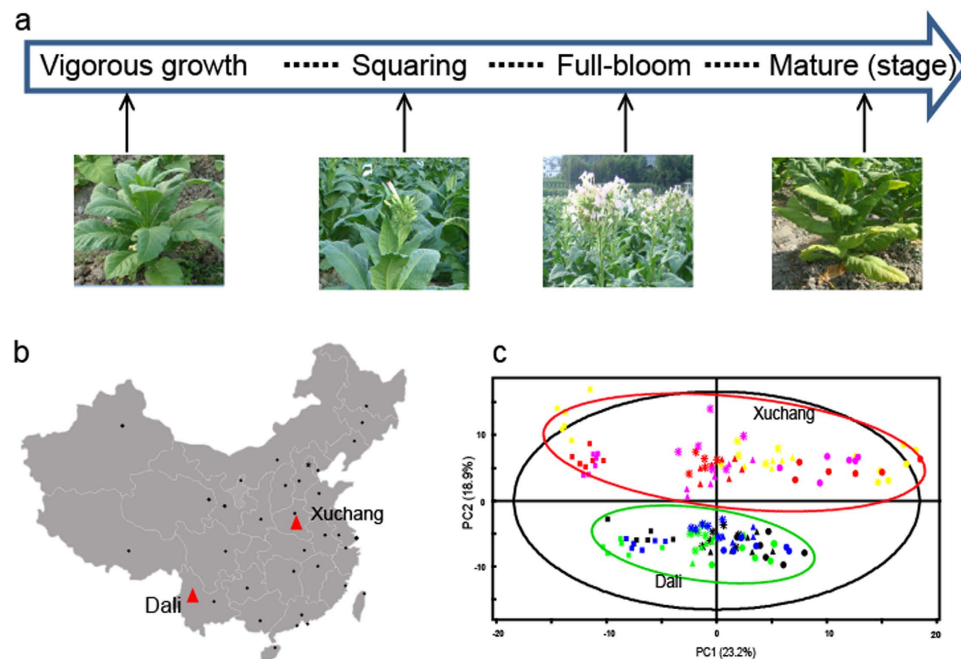 a
Vigorous growth ······ Squaring ······ Full-bloom ······ Mature (stage)
b
Xuchang
Dali
c
Xuchang
Dali
PC2 (18.9%)
10
0
-10
-20
-10
0
10
20
PC1 (23.2%)